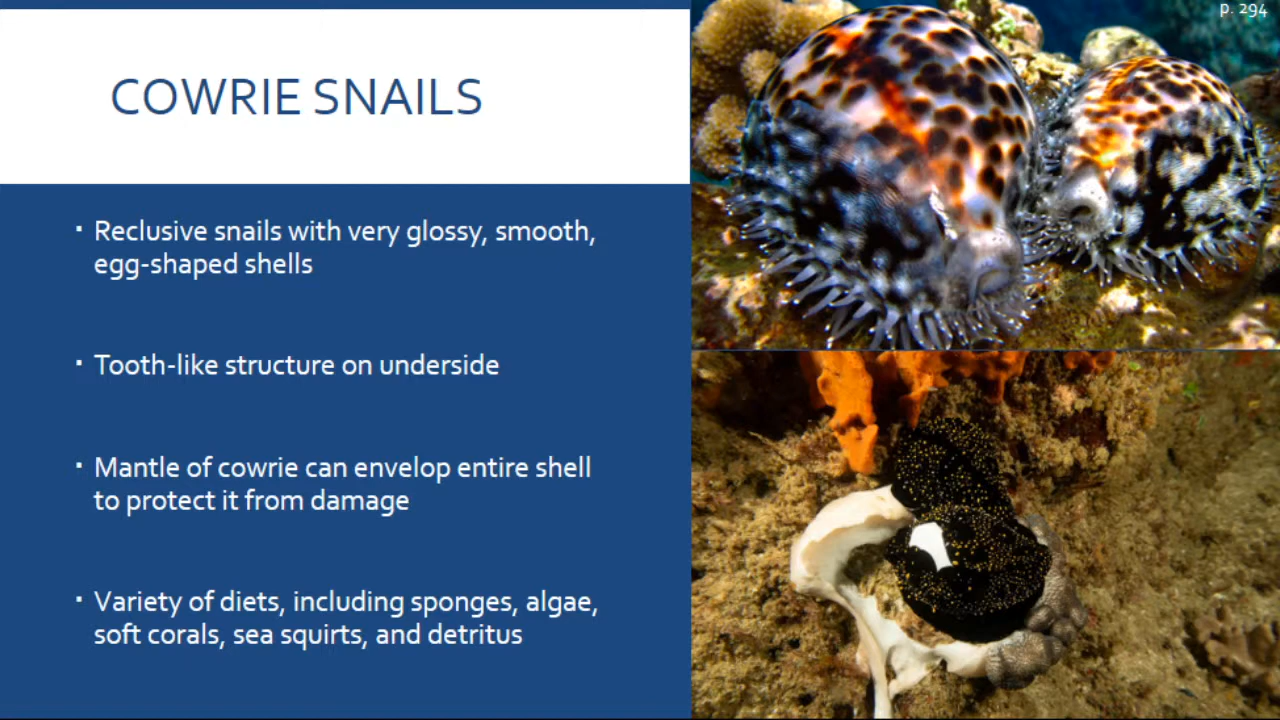 p. 294
COWRIE SNAILS
▪ Reclusive snails with very glossy, smooth,
egg-shaped shells
▪ Tooth-like structure on underside
▪ Mantle of cowrie can envelop entire shell
to protect it from damage
▪ Variety of diets, including sponges, algae,
soft corals, sea squirts, and detritus